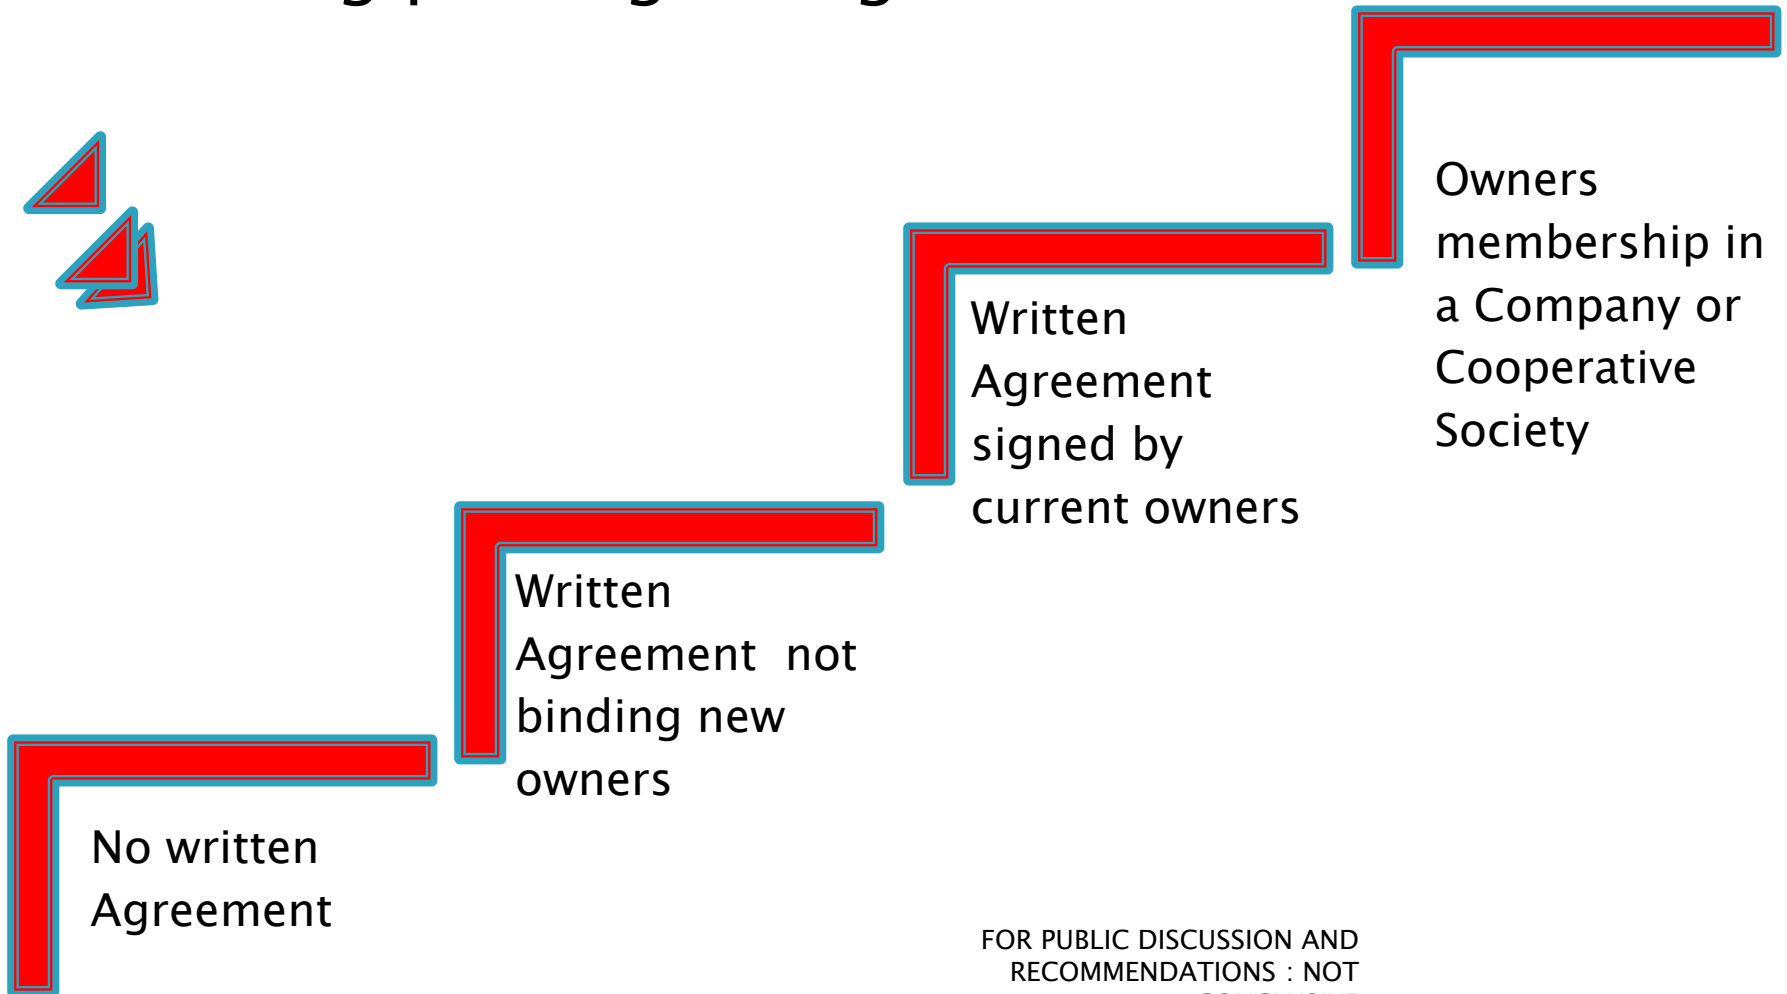 Owners
membership in
a Company or
Cooperative
Society
Written
Agreement
signed by
current owners
Written
Agreement  not
binding new
owners
No written
Agreement
FOR PUBLIC DISCUSSION AND
RECOMMENDATIONS : NOT